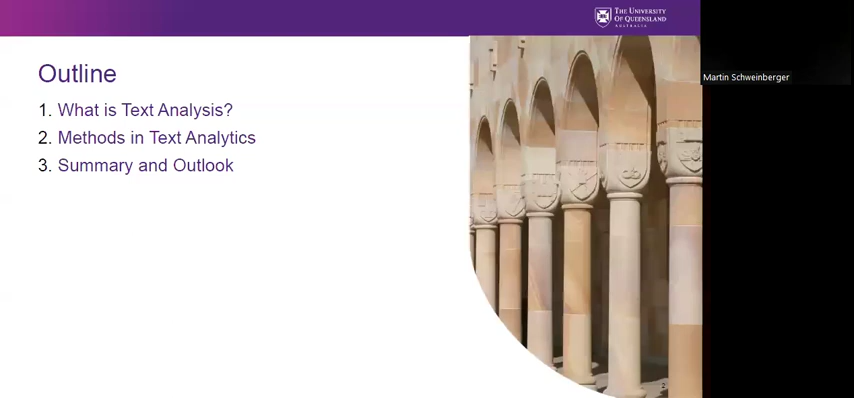 THE UNIVERSITY
OF QUEENSLAND
AUSTRALIA
Martin Schweinberger
Outline
1. What is Text Analysis?
2. Methods in Text Analytics
3. Summary and Outlook
2